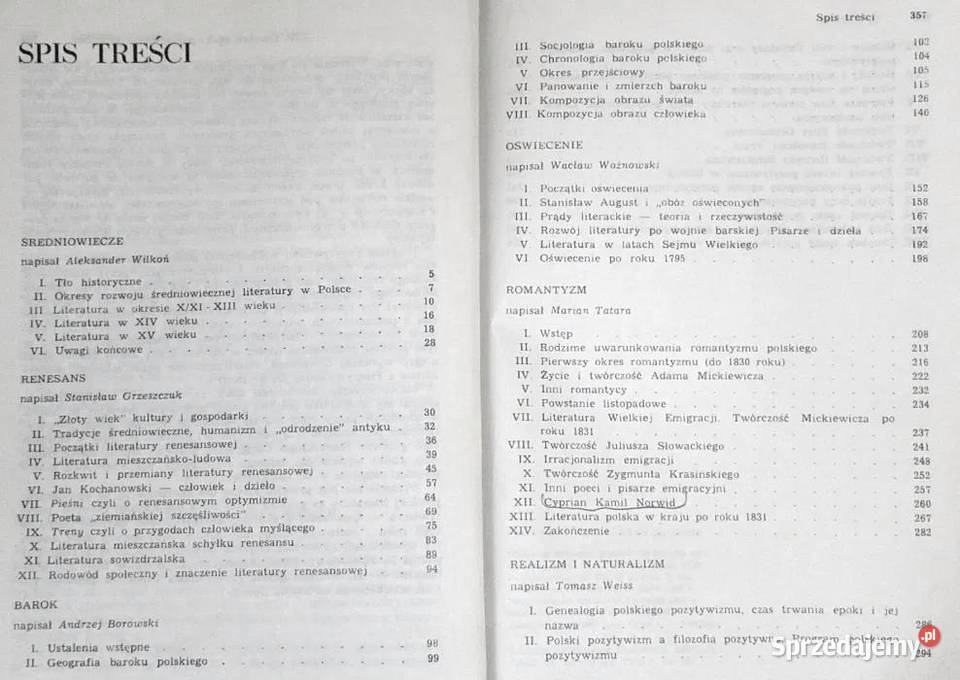 SPIS TREŚCI
ŚREDNIOWIECZE
napisał Aleksander Wilkoń
I. Tło historyczne 5
II. Okresy rozwoju średniowiecznej literatury w Polsce 7
III. Literatura w okresie X/XI - XIII wieku 10
IV. Literatura w XIV wieku 16
V. Literatura w XV wieku 18
VI. Uwagi końcowe 28
RENESANS
napisał Stanisław Grzeszczuk
I. „Złoty wiek” kultury i gospodarki 30
II. Tradycje średniowieczne, humanizm i „odrodzenie” antyku 32
III. Początki literatury renesansowej 36
IV. Literatura mieszczańsko-ludowa 39
V. Rozkwit i przemiany literatury renesansowej 45
VI. Jan Kochanowski — człowiek i dzieło 57
VII. Pieśni czyli o renesansowym optymizmie 64
VIII. Poeta „ziemiańskiej szczęśliwości” 69
IX. Treny czyli o przygodach człowieka myślącego 75
X. Literatura mieszczańska schyłku renesansu 83
XI. Literatura sowizdrzalska 89
XII. Rodowód społeczny i znaczenie literatury renesansowej 94
BAROK
napisał Andrzej Borowski
I. Ustalenia wstępne 98
II. Geografia baroku polskiego 99
Spis treści 357
III. Socjologia baroku polskiego 102
IV. Chronologia baroku polskiego 104
V. Okres przejściowy 105
VI. Panowanie i zmierzch baroku 115
VII. Kompozycja obrazu świata 126
VIII. Kompozycja obrazu człowieka 140
OŚWIECENIE
napisał Wacław Woźnowski
I. Początki oświecenia 152
II. Stanisław August i „obóz oświeconych” 158
III. Prądy literackie — teoria i rzeczywistość 167
IV. Rozwój literatury po wojnie barskiej. Pisarze i dzieła 174
V. Literatura w latach Sejmu Wielkiego 192
VI. Oświecenie po roku 1795 198
ROMANTYZM
napisał Marian Tatara
I. Wstęp 208
II. Rodzime uwarunkowania romantyzmu polskiego 213
III. Pierwszy okres romantyzmu (do 1830 roku) 216
IV. Życie i twórczość Adama Mickiewicza 222
V. Inni romantycy 232
VI. Powstanie listopadowe 234
VII. Literatura Wielkiej Emigracji. Twórczość Mickiewicza po
roku 1831 237
VIII. Twórczość Juliusza Słowackiego 241
IX. Irracjonalizm emigracji 248
X. Twórczość Zygmunta Krasińskiego 252
XI. Inni poeci i pisarze emigracyjni 257
XII. Cyprian Kamil Norwid 260
XIII. Literatura polska w kraju po roku 1831 267
XIV. Zakończenie 282
REALIZM I NATURALIZM
napisał Tomasz Weiss
I. Genealogia polskiego pozytywizmu, czas trwania epoki i jej
nazwa 286
II. Polski pozytywizm a filozofia pozytywna. Program polskiego
pozytywizmu 294
Sprzedajemy.pl